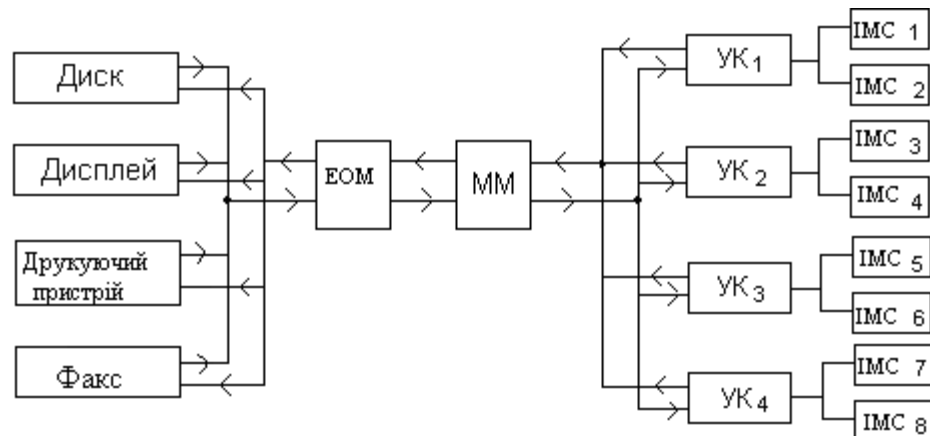 Диск
Дисплей
Друкуючий
пристрій
Факс
ЕОМ
ММ
УК1
УК2
УК3
УК4
ІМС 1
ІМС 2
ІМС 3
ІМС 4
ІМС 5
ІМС 6
ІМС 7
ІМС 8